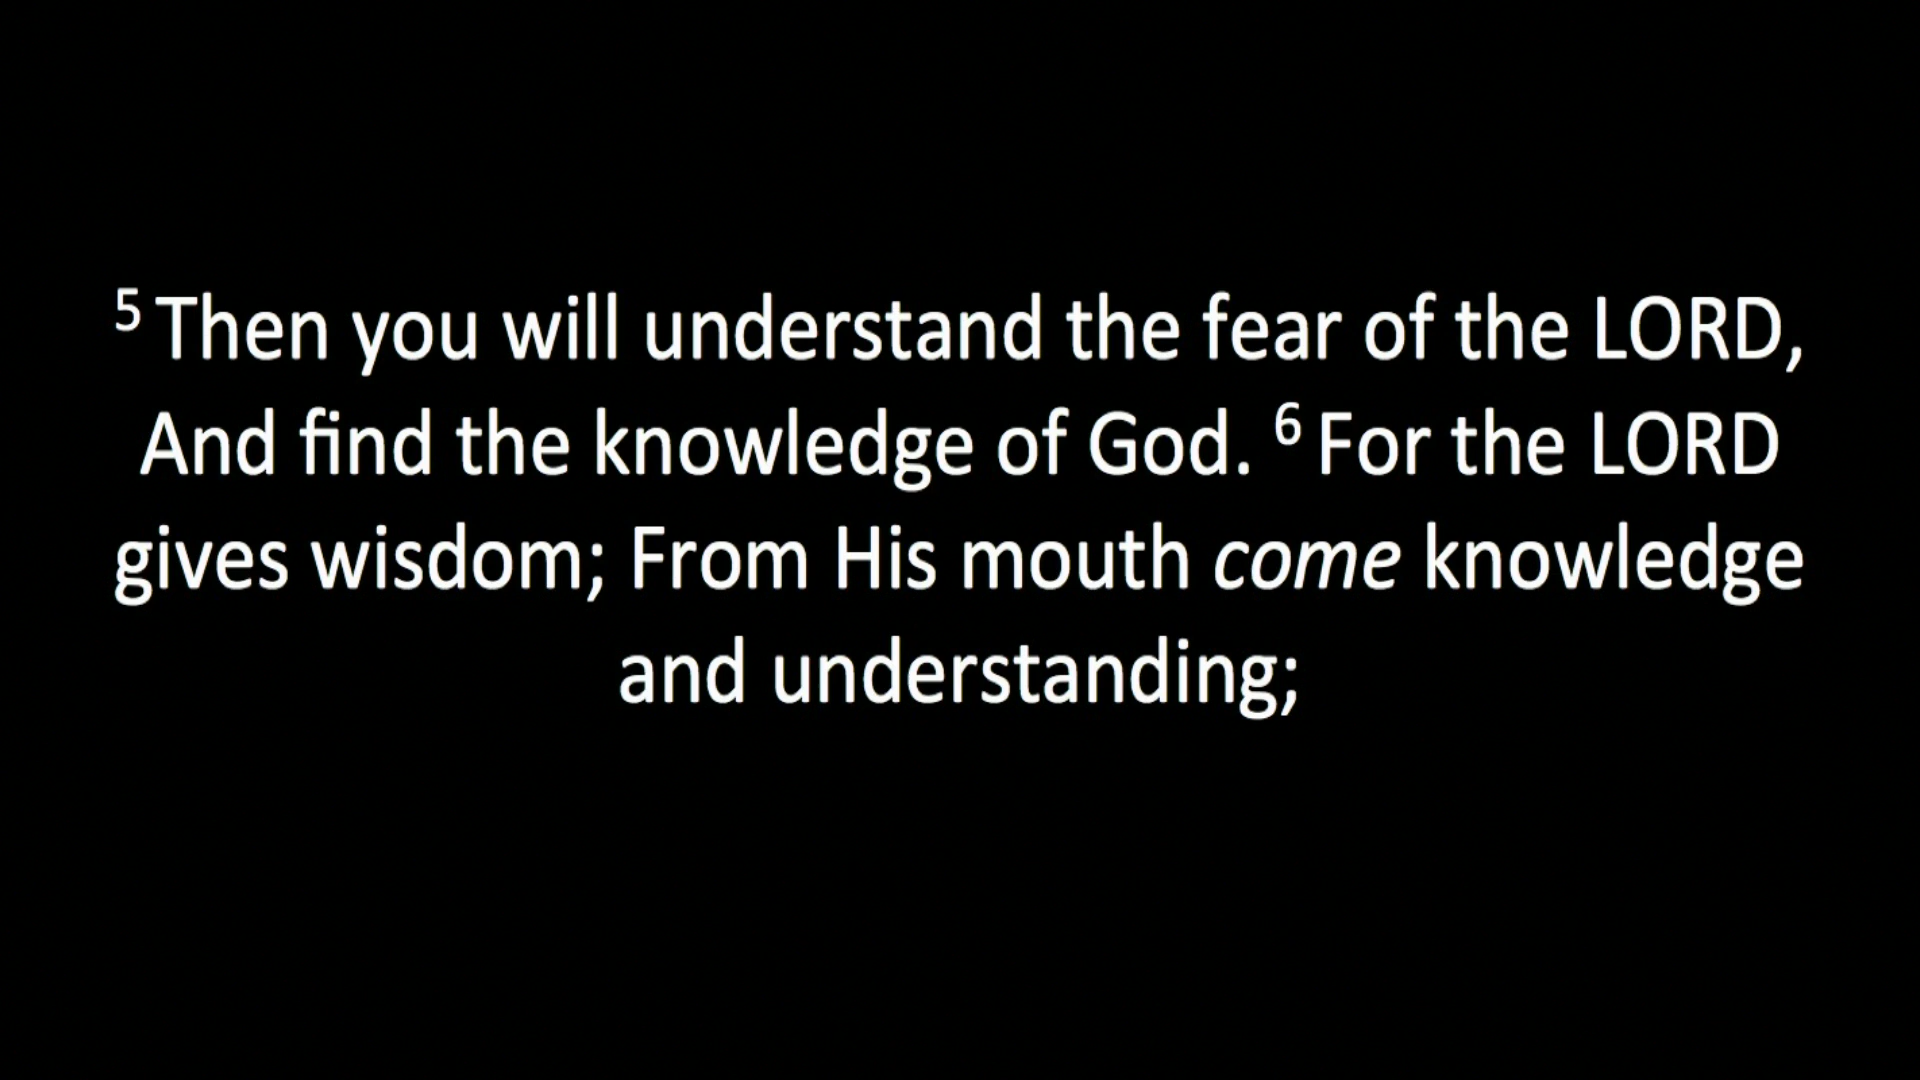 5 Then you will understand the fear of the LORD,
And find the knowledge of God. 6 For the LORD
gives wisdom; From His mouth come knowledge
and understanding;